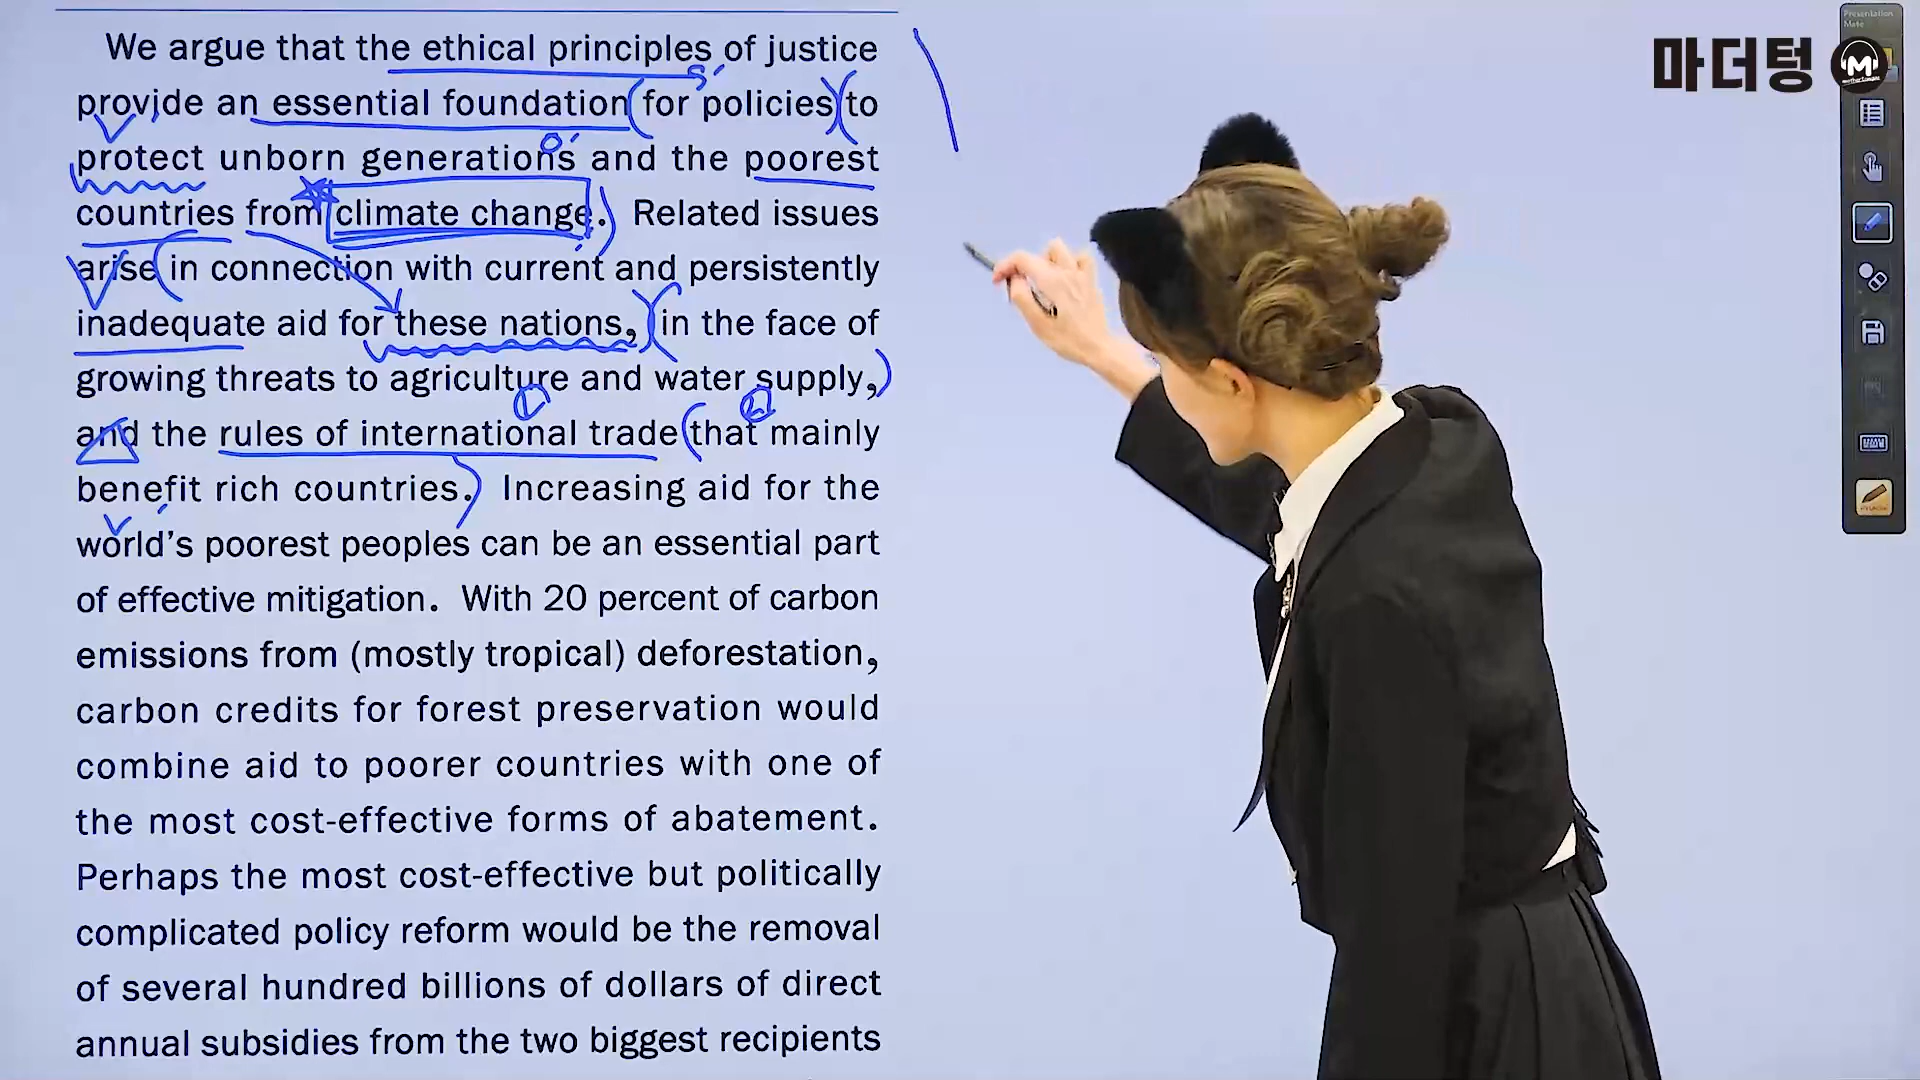 We argue that the ethical principles of justice
provide an essential foundation for policies to
protect unborn generations and the poorest
countries from climate change. Related issues
arise in connection with current and persistently
inadequate aid for these nations, in the face of
growing threats to agriculture and water supply,
and the rules of international trade that mainly
benefit rich countries. Increasing aid for the
world's poorest peoples can be an essential part
of effective mitigation. With 20 percent of carbon
emissions from (mostly tropical) deforestation,
carbon credits for forest preservation would
combine aid to poorer countries with one of
the most cost-effective forms of abatement.
Perhaps the most cost-effective but politically
complicated policy reform would be the removal
of several hundred billions of dollars of direct
annual subsidies from the two biggest recipients
마더텅
M
Presentation
Mate